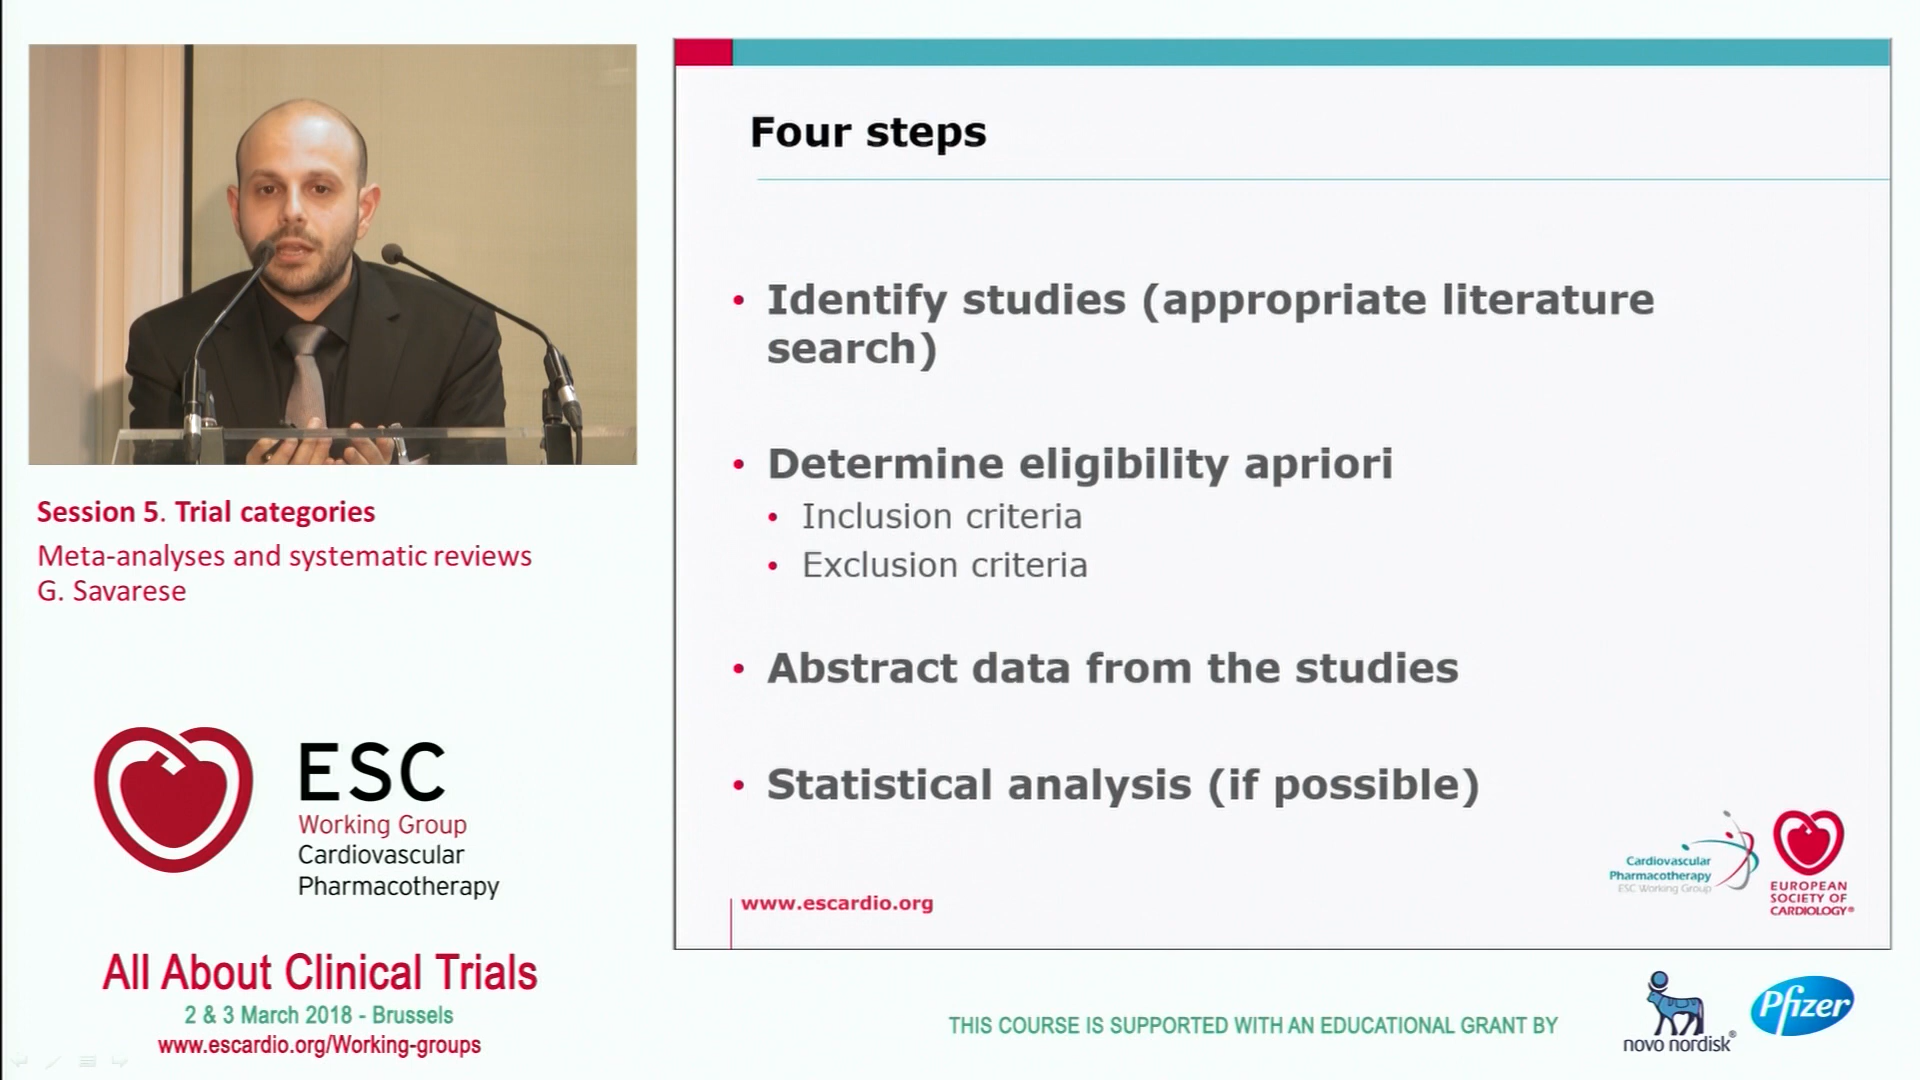 Four steps
• Identify studies (appropriate literature
search)
• Determine eligibility apriori
• Inclusion criteria
• Exclusion criteria
• Abstract data from the studies
• Statistical analysis (if possible)
www.escardio.org
Cardiovascular
Pharmacotherapy
ESC Working Group
EUROPEAN
SOCIETY OF
CARDIOLOGY®
Session 5. Trial categories
Meta-analyses and systematic reviews
G. Savarese
ESC
Working Group
Cardiovascular
Pharmacotherapy
All About Clinical Trials
2 & 3 March 2018 - Brussels
www.escardio.org/Working-groups
THIS COURSE IS SUPPORTED WITH AN EDUCATIONAL GRANT BY
novo nordisk®
Pfizer